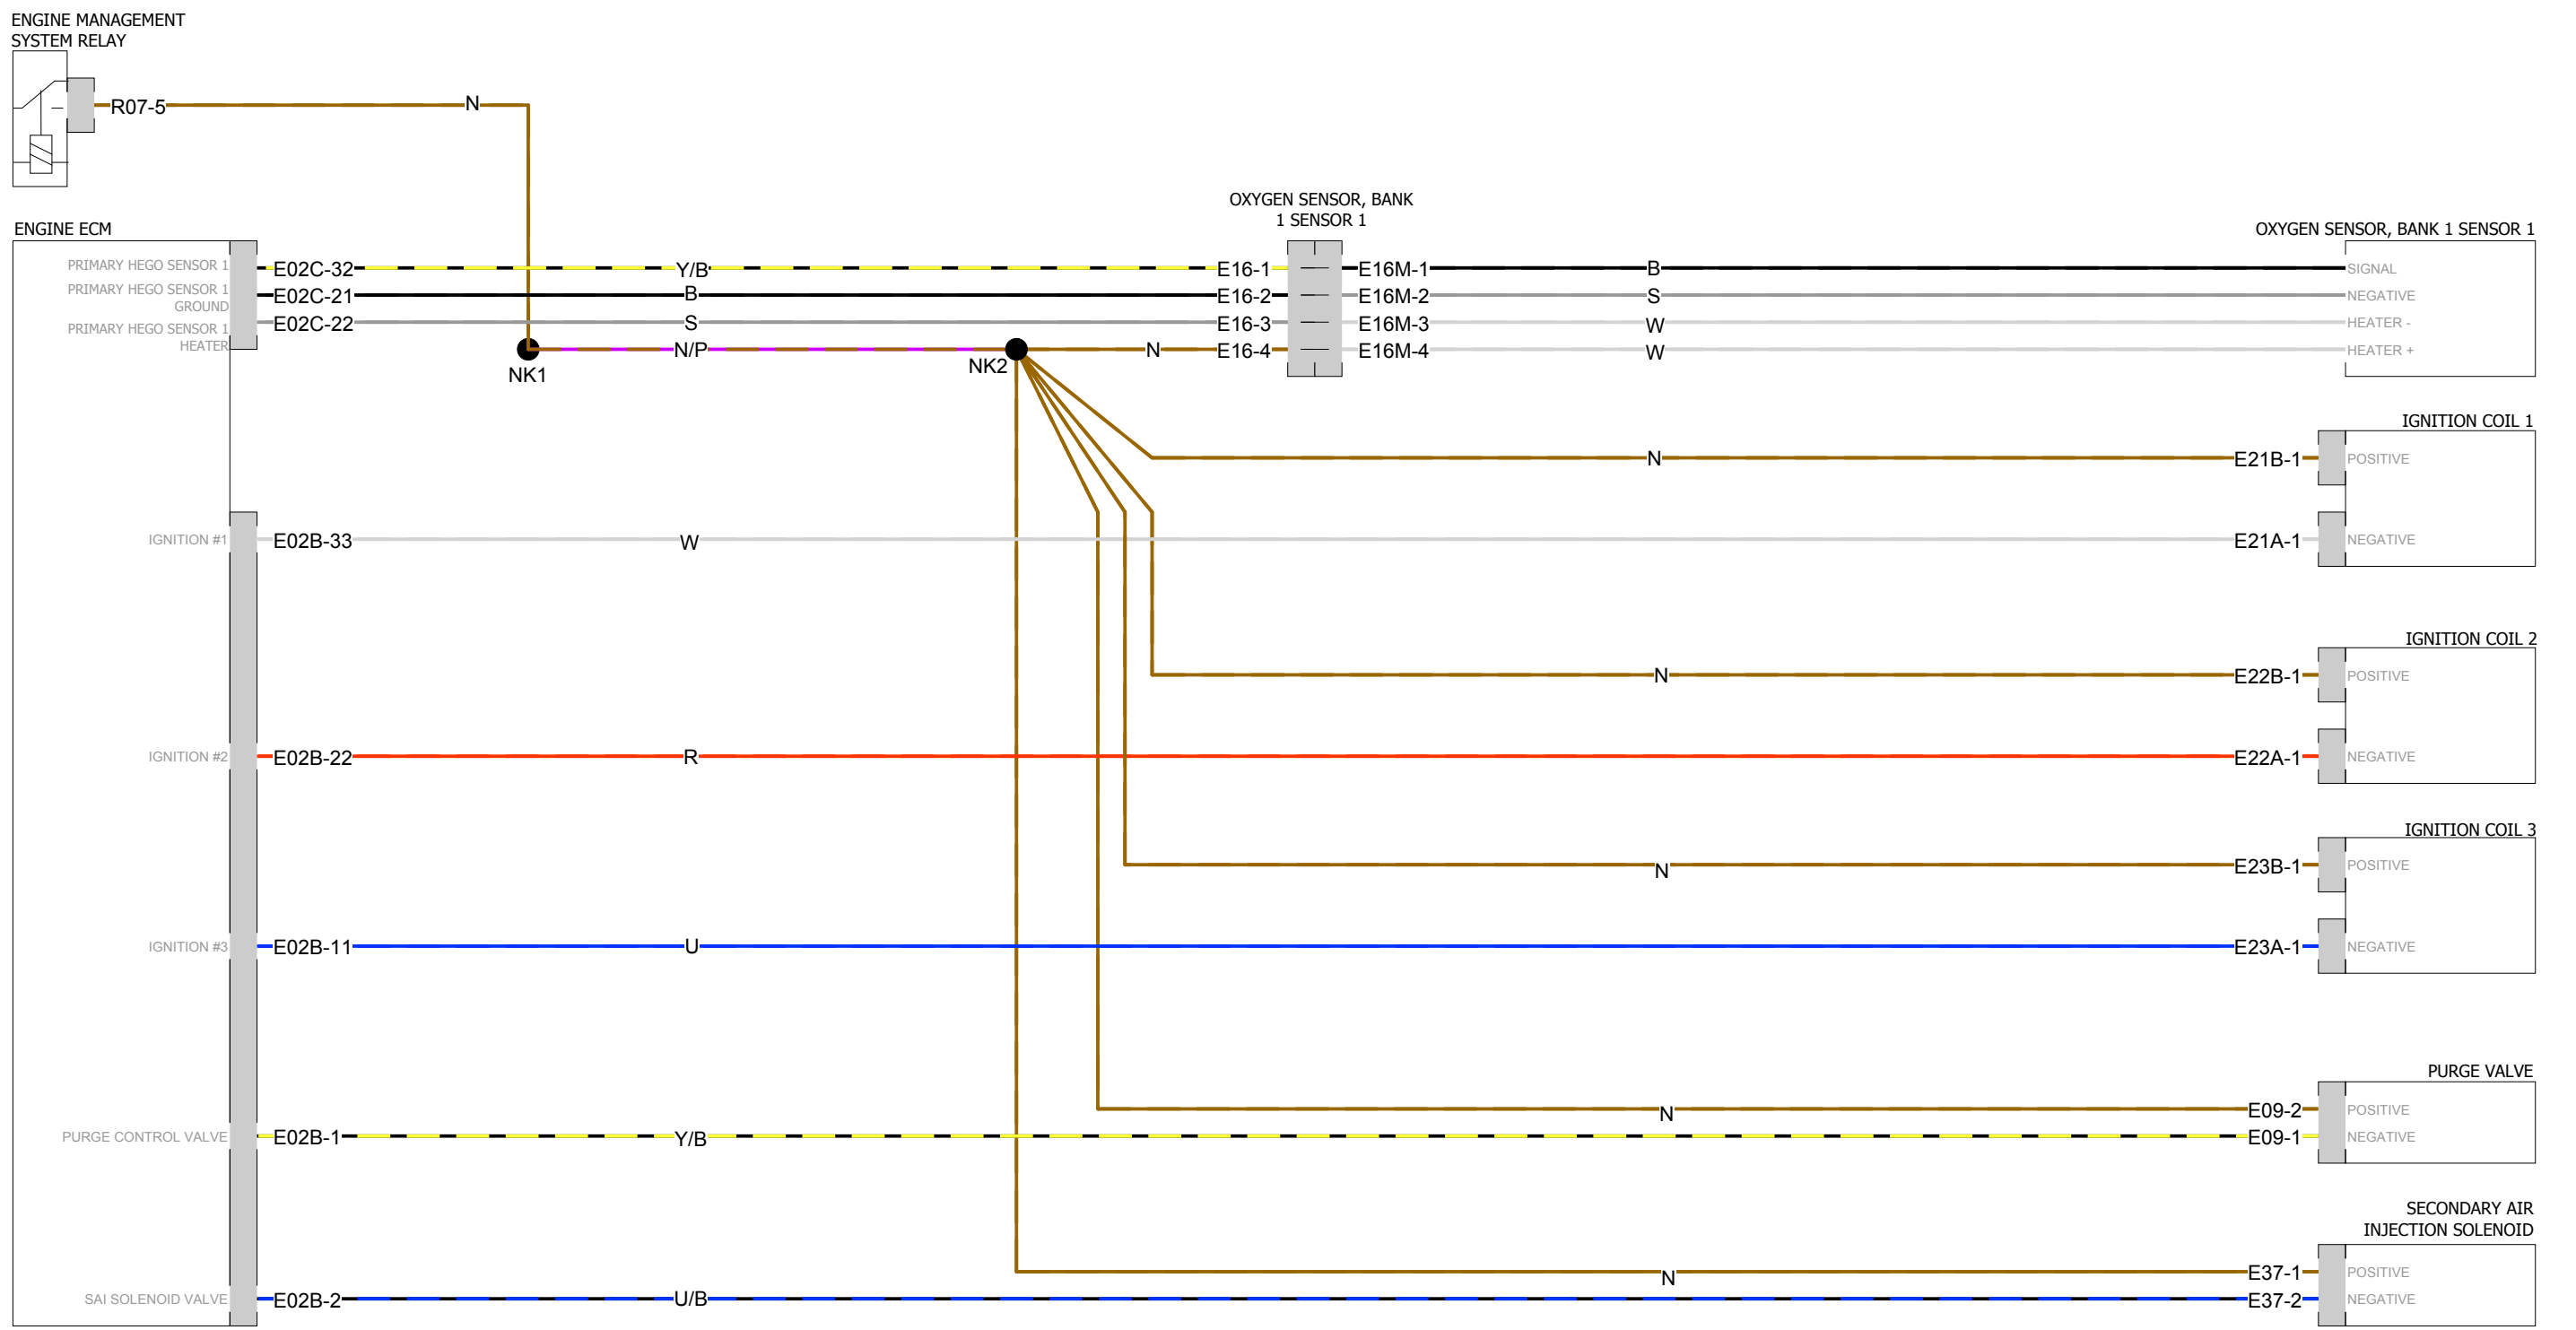 ENGINE MANAGEMENT
SYSTEM RELAY
R07-5
N
OXYGEN SENSOR, BANK
1 SENSOR 1
ENGINE ECM
OXYGEN SENSOR, BANK 1 SENSOR 1
PRIMARY HEGO SENSOR 1
E02C-32
Y/B
E16-1
E16M-1
B
SIGNAL
PRIMARY HEGO SENSOR 1
GROUND
E02C-21
B
E16-2
E16M-2
S
NEGATIVE
PRIMARY HEGO SENSOR 1
HEATER
E02C-22
S
E16-3
E16M-3
W
HEATER -
N/P
N
E16-4
E16M-4
W
HEATER +
NK1
NK2
IGNITION COIL 1
N
E21B-1
POSITIVE
IGNITION #1
E02B-33
W
E21A-1
NEGATIVE
IGNITION COIL 2
N
E22B-1
POSITIVE
IGNITION #2
E02B-22
R
E22A-1
NEGATIVE
IGNITION COIL 3
N
E23B-1
POSITIVE
IGNITION #3
E02B-11
U
E23A-1
NEGATIVE
PURGE VALVE
N
E09-2
POSITIVE
PURGE CONTROL VALVE
E02B-1
Y/B
E09-1
NEGATIVE
SECONDARY AIR
INJECTION SOLENOID
N
E37-1
POSITIVE
SAI SOLENOID VALVE
E02B-2
U/B
E37-2
NEGATIVE